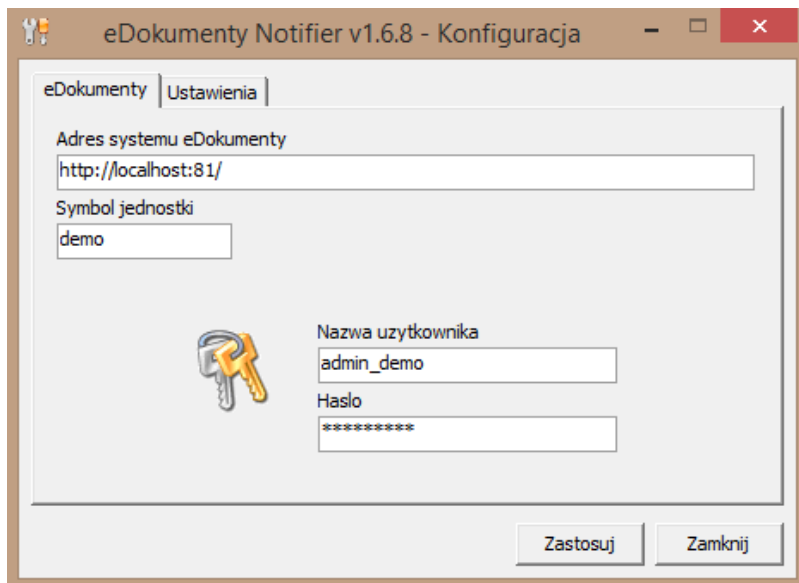 eDokumenty Notifier v1.6.8 - Konfiguracja
eDokumenty Ustawienia
Adres systemu eDokumenty
http://localhost:81/
Symbol jednostki
demo
Nazwa uzytkownika
admin_demo
Haslo
*********
Zastosuj Zamknij